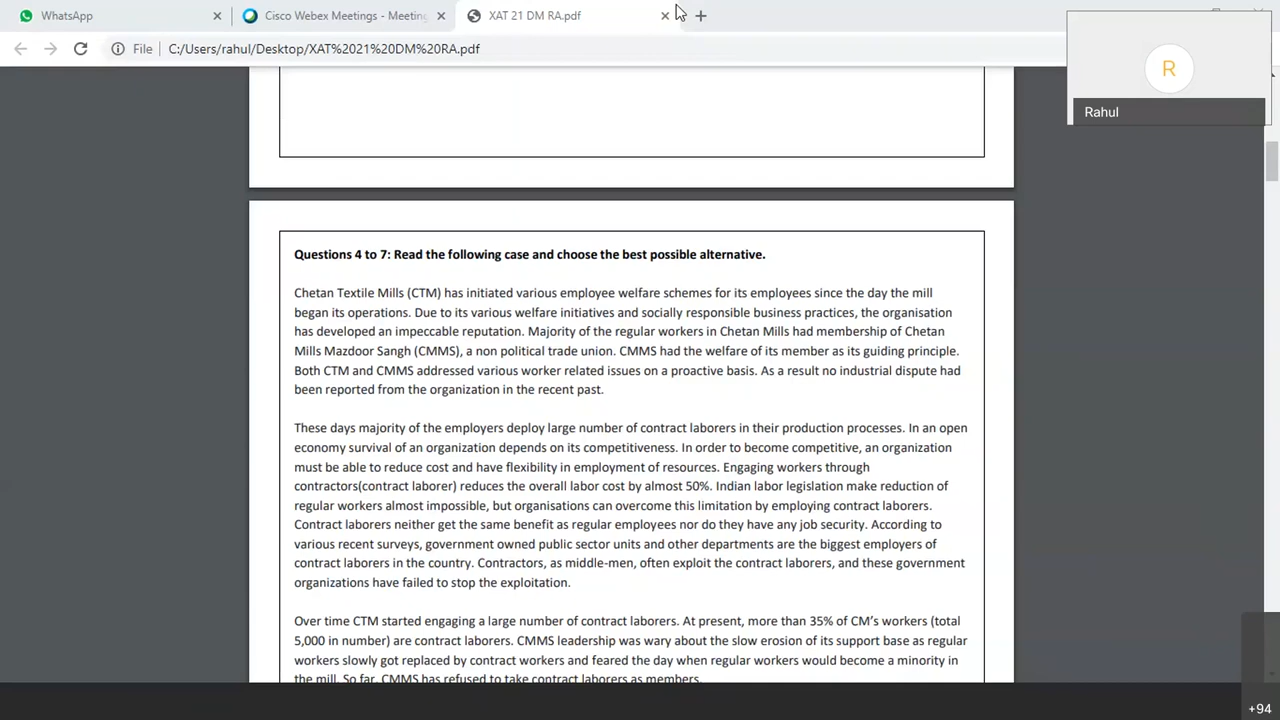 WhatsApp
Cisco Webex Meetings - Meeting
XAT 21 DM RA.pdf
File
C:/Users/rahul/Desktop/XAT%2021%20DM%20RA.pdf
R
Rahul
Questions 4 to 7: Read the following case and choose the best possible alternative.
Chetan Textile Mills (CTM) has initiated various employee welfare schemes for its employees since the day the mill
began its operations. Due to its various welfare initiatives and socially responsible business practices, the organisation
has developed an impeccable reputation. Majority of the regular workers in Chetan Mills had membership of Chetan
Mills Mazdoor Sangh (CMMS), a non political trade union. CMMS had the welfare of its member as its guiding principle.
Both CTM and CMMS addressed various worker related issues on a proactive basis. As a result no industrial dispute had
been reported from the organization in the recent past.
These days majority of the employers deploy large number of contract laborers in their production processes. In an open
economy survival of an organization depends on its competitiveness. In order to become competitive, an organization
must be able to reduce cost and have flexibility in employment of resources. Engaging workers through
contractors(contract laborer) reduces the overall labor cost by almost 50%. Indian labor legislation make reduction of
regular workers almost impossible, but organisations can overcome this limitation by employing contract laborers.
Contract laborers neither get the same benefit as regular employees nor do they have any job security. According to
various recent surveys, government owned public sector units and other departments are the biggest employers of
contract laborers in the country. Contractors, as middle-men, often exploit the contract laborers, and these government
organizations have failed to stop the exploitation.
Over time CTM started engaging a large number of contract laborers. At present, more than 35% of CM's workers (total
5,000 in number) are contract laborers. CMMS leadership was wary about the slow erosion of its support base as regular
workers slowly got replaced by contract workers and feared the day when regular workers would become a minority in
the mill. So far, CMMS has refused to take contract laborers as members.
+94